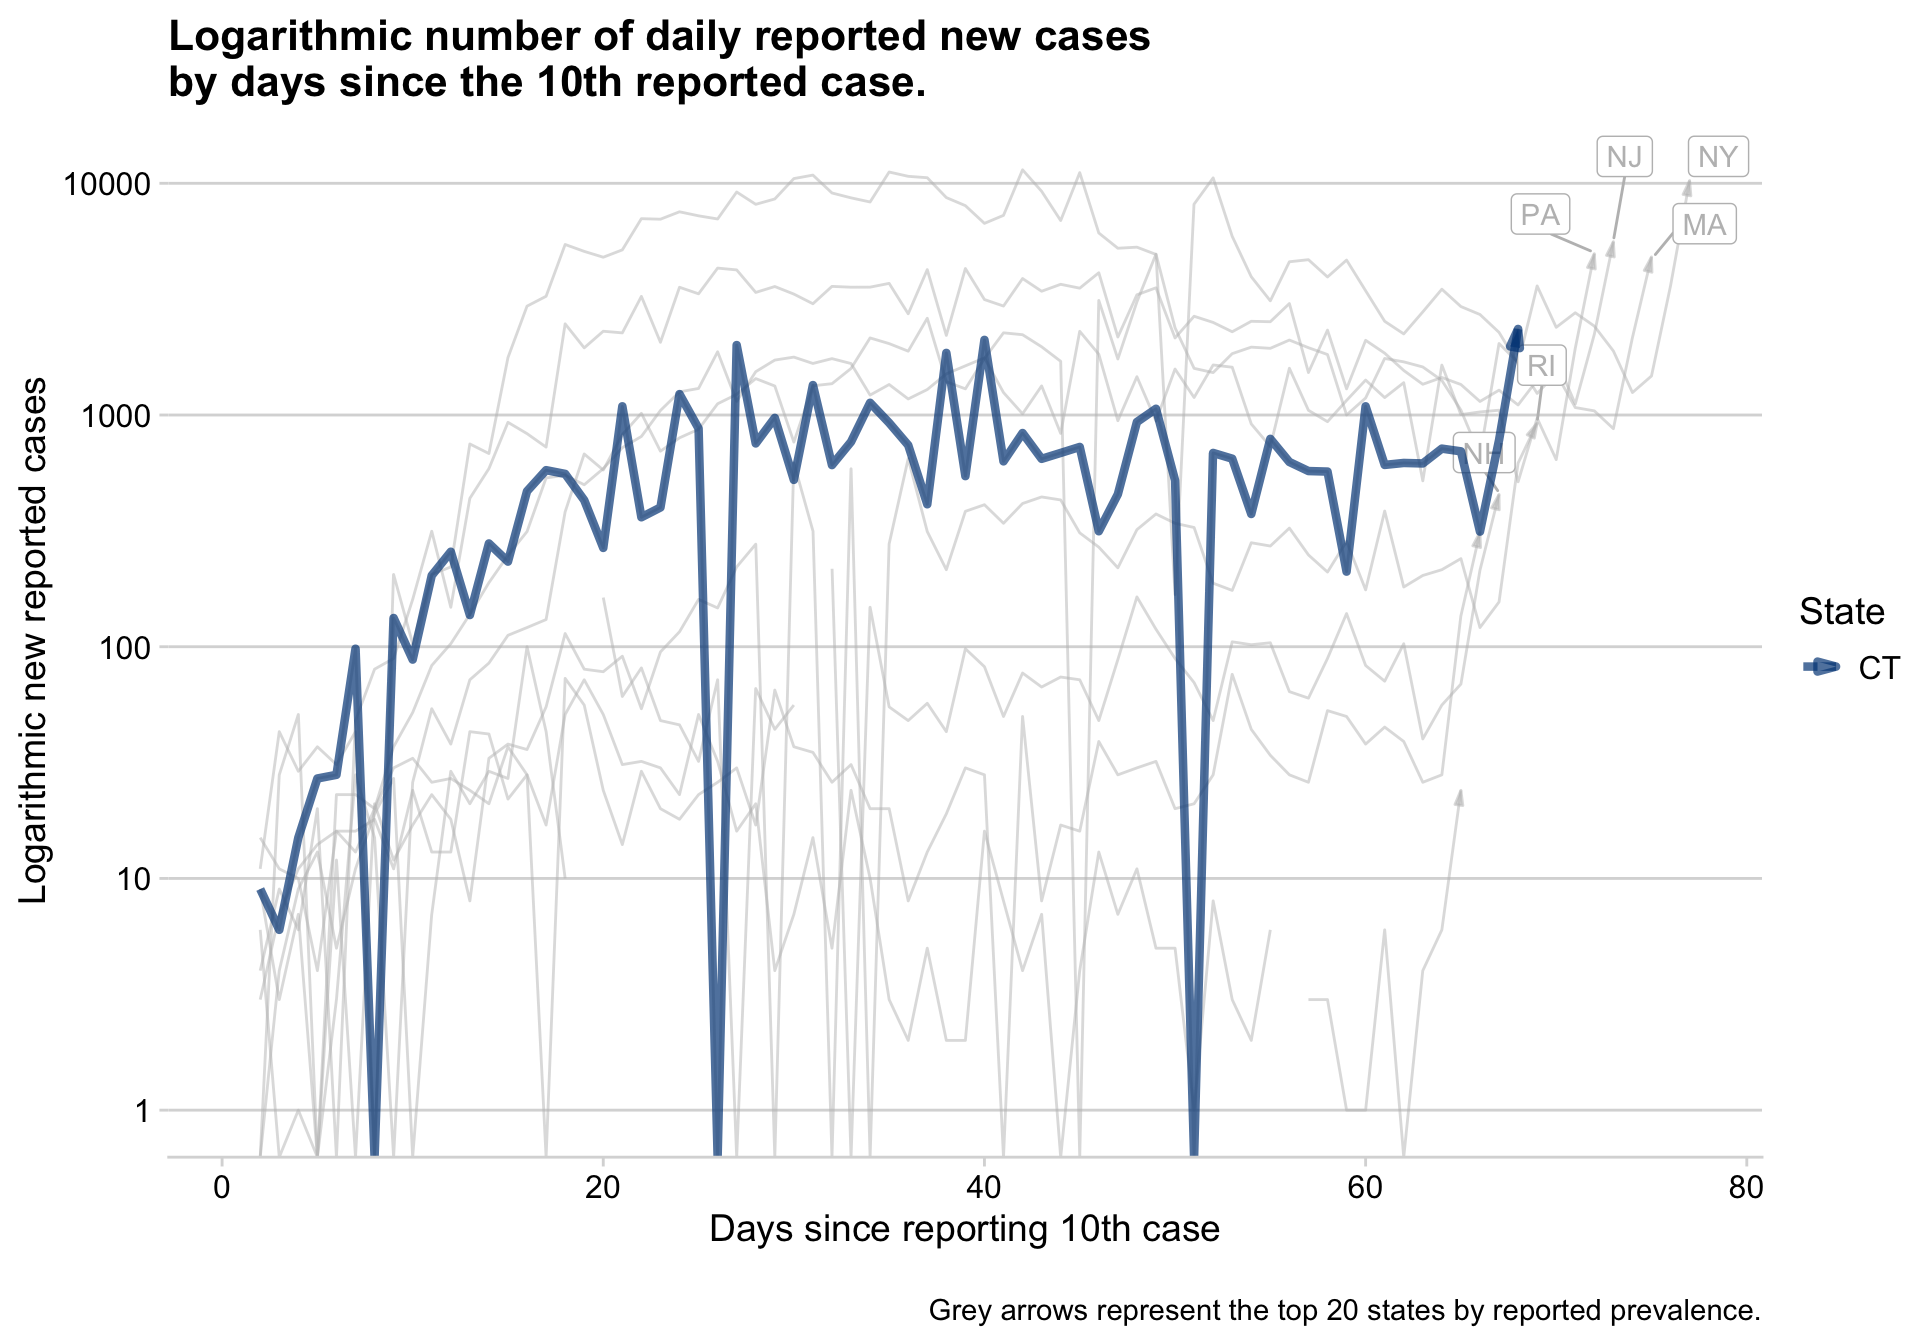 Logarithmic number of daily reported new cases
by days since the 10th reported case.
NJ
NY
10000
PA
MA
RI
1000
NH
Logarithmic new reported cases
State
100
CT
10
1
0
20
40
60
80
Days since reporting 10th case
Grey arrows represent the top 20 states by reported prevalence.